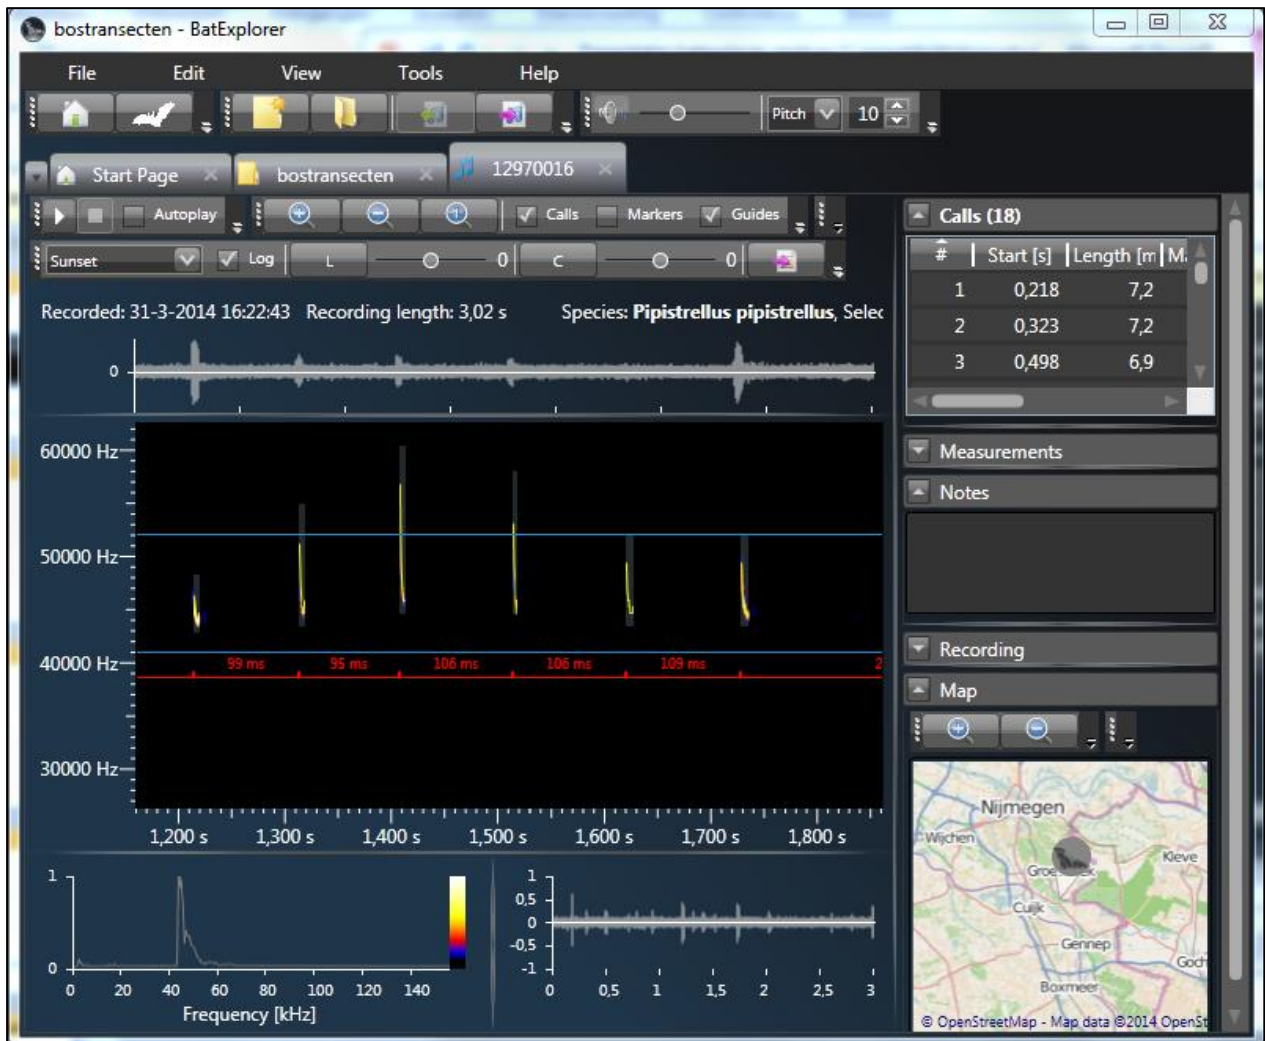 bostransecten - BatExplorer
File Edit View Tools Help
Pitch 10
Start Page bostransecten 12970016
Autoplay Calls Markers Guides
Sunset Log L 0 C 0
Recorded: 31-3-2014 16:22:43 Recording length: 3,02 s Species: Pipistrellus pipistrellus, Selec
0
60000 Hz
50000 Hz
40000 Hz
30000 Hz
99 ms 95 ms 106 ms 106 ms 109 ms 2
1,200 s 1,300 s 1,400 s 1,500 s 1,600 s 1,700 s 1,800 s
1
0
0 20 40 60 80 100 120 140
Frequency [kHz]
1
0,5
0
-0,5
-1
0 0,5 1 1,5 2 2,5 3
Calls (18)
# Start [s] Length [m Ma
1 0,218 7,2
2 0,323 7,2
3 0,498 6,9
Measurements
Notes
Recording
Map
Nijmegen
Wijchen
Kleve
Groe ek
Cuijk
Gennep
Goch
Boxmeer
© OpenStreetMap - Map data ©2014 OpenSt